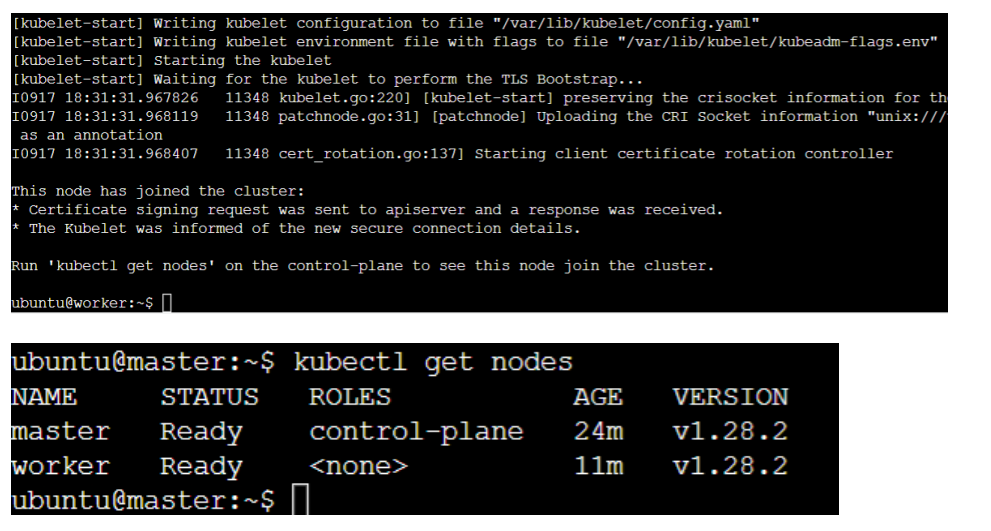 [kubelet-start] Writing kubelet configuration to file "/var/lib/kubelet/config.yaml"
[kubelet-start] Writing kubelet environment file with flags to file "/var/lib/kubelet/kubeadm-flags.env"
[kubelet-start] Starting the kubelet
[kubelet-start] Waiting for the kubelet to perform the TLS Bootstrap...
I0917 18:31:31.967826   11348 kubelet.go:220] [kubelet-start] preserving the crisocket information for
I0917 18:31:31.968119   11348 patchnode.go:31] [patchnode] Uploading the CRI Socket information "unix:///
 as an annotation
I0917 18:31:31.968407   11348 cert_rotation.go:137] Starting client certificate rotation controller
This node has joined the cluster:
* Certificate signing request was sent to apiserver and a response was received.
* The Kubelet was informed of the new secure connection details.
Run 'kubectl get nodes' on the control-plane to see this node join the cluster.
ubuntu@worker:~$
ubuntu@master:~$ kubectl get nodes
NAME     STATUS   ROLES           AGE   VERSION
master   Ready    control-plane   24m   v1.28.2
worker   Ready    <none>          11m   v1.28.2
ubuntu@master:~$